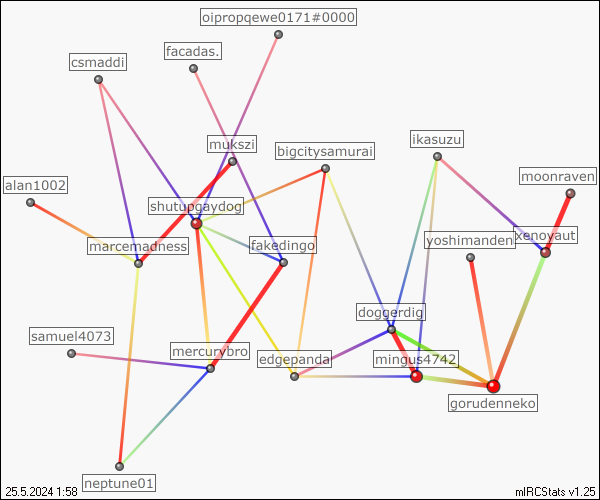 oipropqewe0171#0000
facadas.
csmaddi
mukszi
ikasuzu
bigcitysamurai
moonraven
alan1002
shutupgaydog
marcemadness
fakedingo
yoshimanden
xenoyaut
doggerdig
samuel4073
mercurybro
edgepanda
mingus4742
gorudenneko
neptune01
25.5.2024 1:58
mIRCStats v1.25